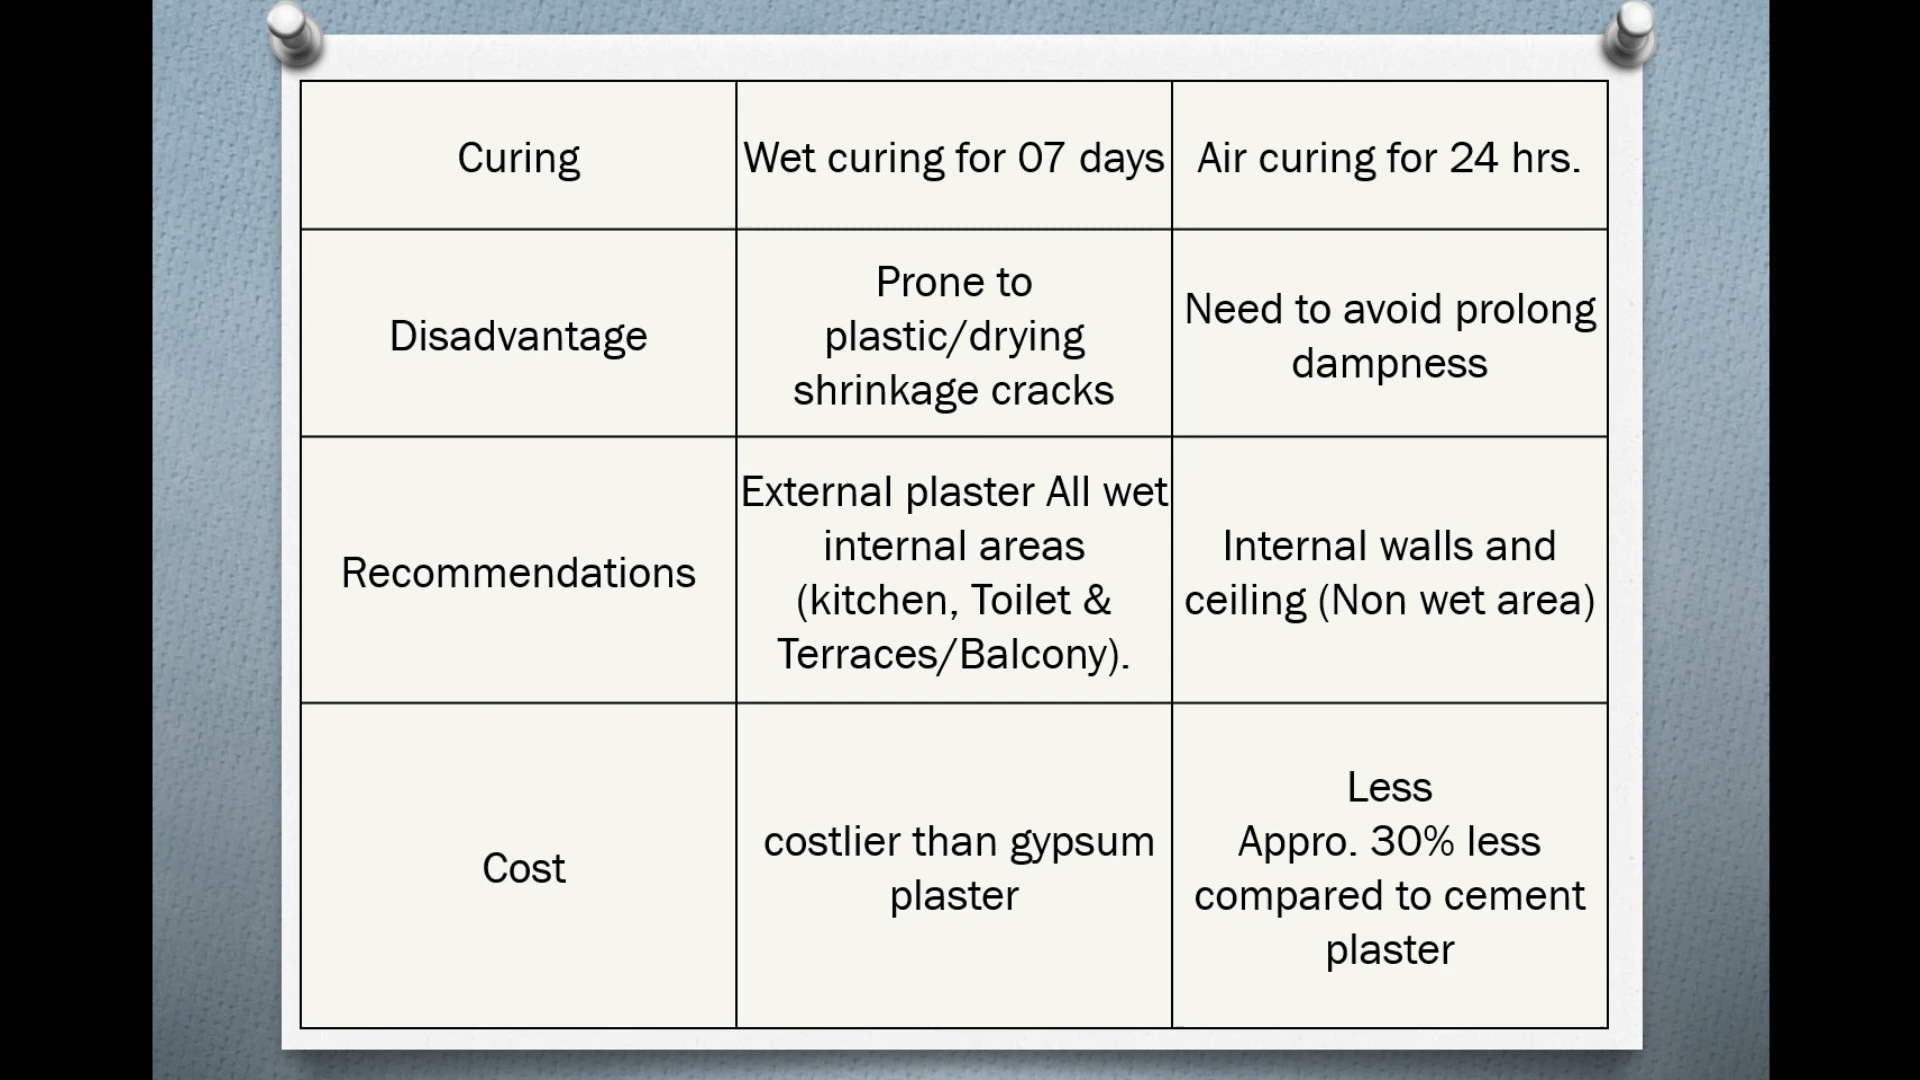 Curing
Wet curing for 07 days
Air curing for 24 hrs.
Disadvantage
Prone to
plastic/drying
shrinkage cracks
Need to avoid prolong
dampness
Recommendations
External plaster All wet
internal areas
(kitchen, Toilet &
Terraces/Balcony).
Internal walls and
ceiling (Non wet area)
Cost
costlier than gypsum
plaster
Less
Appro. 30% less
compared to cement
plaster